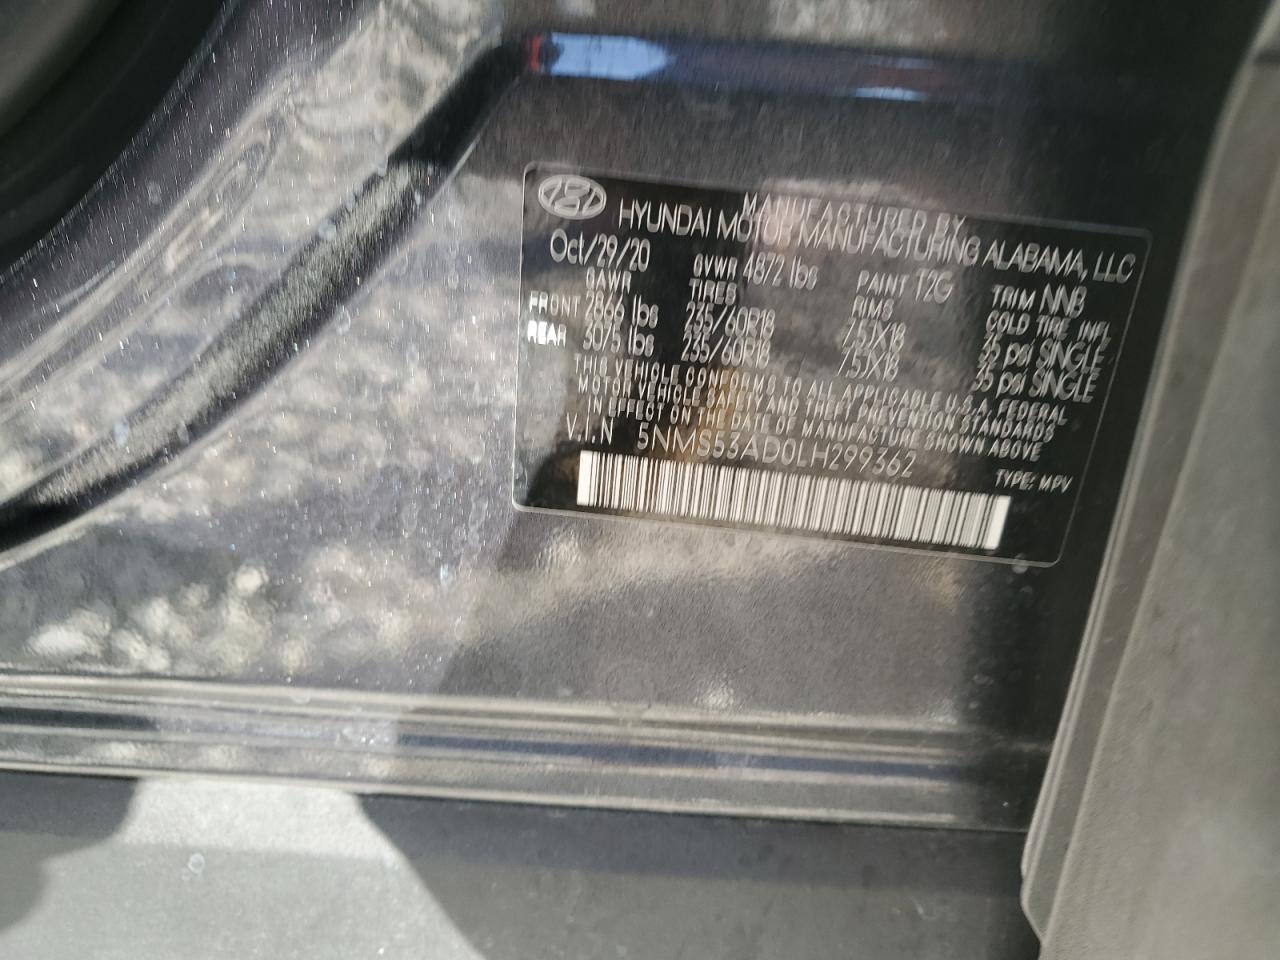 MANUFACTURED BY
HYUNDAI MOTOR MANUFACTURING ALABAMA, LLC
Oct/29/20 GVWR 4872 lbs PAINT T2G TRIM NNB
GAWR TIRES RIMS COLD TIRE INFL
FRONT 2866 lbs 235/60R18 7.5JX18 35 psi SINGLE
REAR 3075 lbs 235/60R18 7.5JX18 35 psi SINGLE
THIS VEHICLE CONFORMS TO ALL APPLICABLE U.S.A. FEDERAL
MOTOR VEHICLE SAFETY AND THEFT PREVENTION STANDARDS
IN EFFECT ON THE DATE OF MANUFACTURE SHOWN ABOVE
V.I.N 5NMS53AD0LH299362
TYPE: MPV